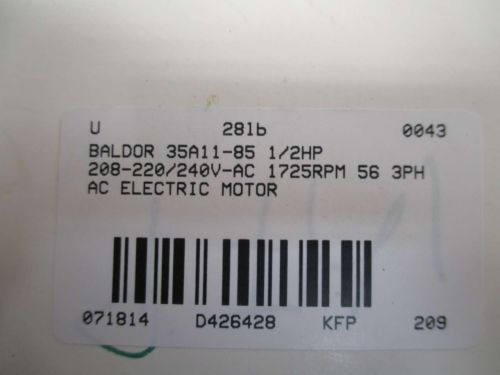 U 28lb 0043
BALDOR 35A11-85 1/2HP
208-220/240V-AC 1725RPM 56 3PH
AC ELECTRIC MOTOR
071814 D426428 KFP 209